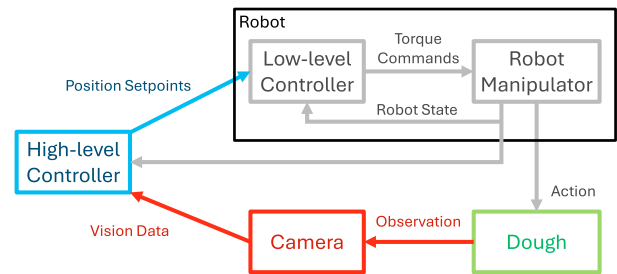 Robot
Low-level
Controller
Torque
Commands
Robot
Manipulator
Position Setpoints
Robot State
High-level
Controller
Action
Vision Data
Camera
Observation
Dough